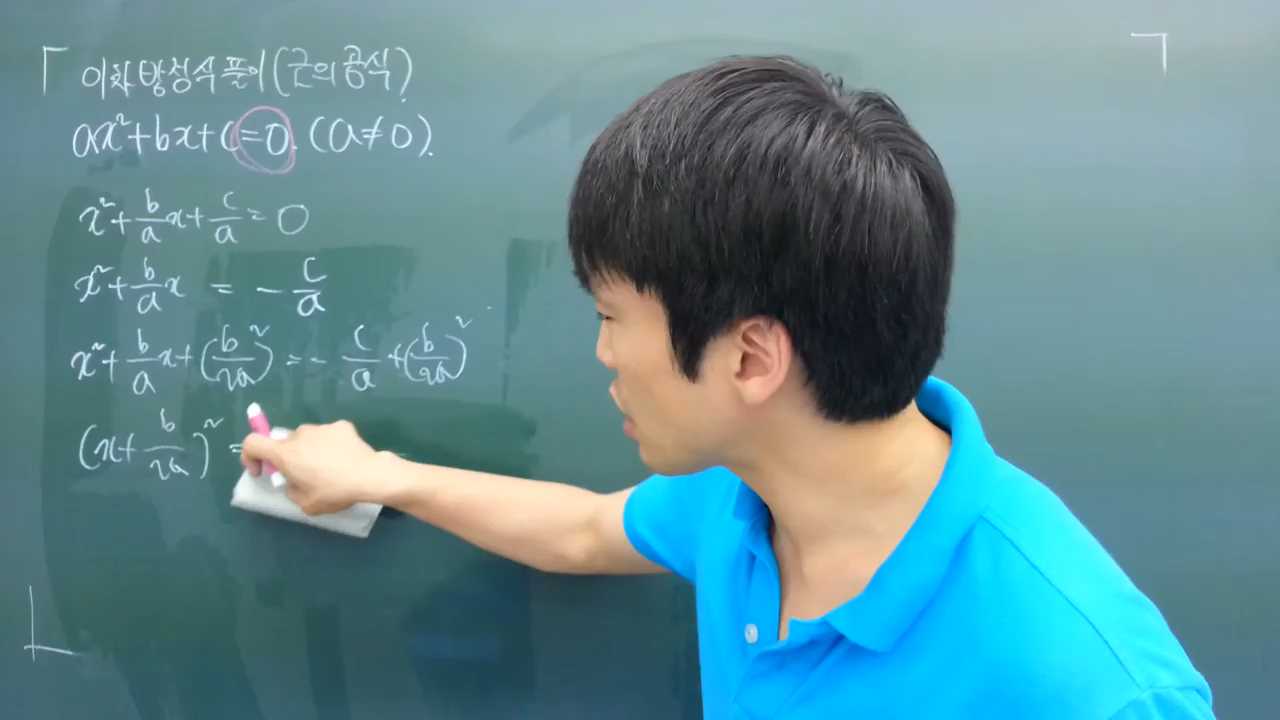 이차방정식 풀이 (근의 공식)
ax²+bx+c=0. (a≠0).
x²+b/a x+c/a=0
x²+b/a x = -c/a
x²+b/a x+(b/2a)²=-c/a+(b/2a)²
(x+b/2a)²=